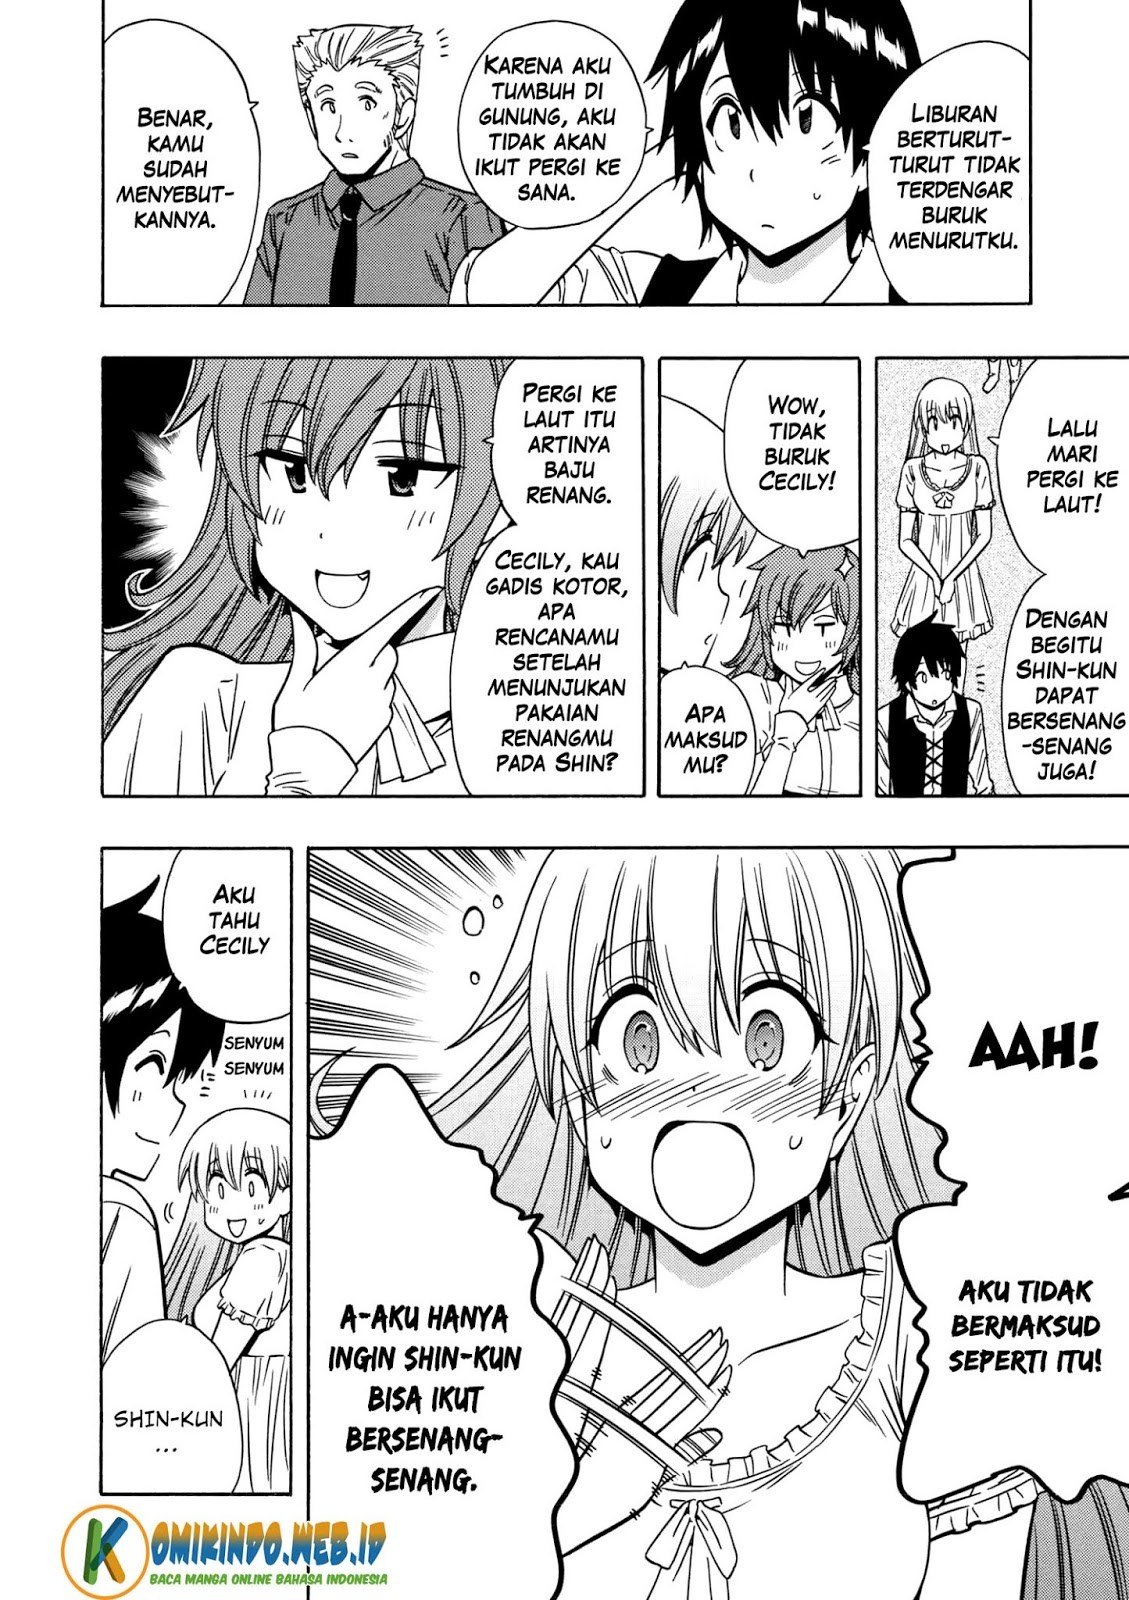 LIBURAN
BERTURUT-
TURUT TIDAK
TERDENGAR
BURUK
MENURUTKU.
KARENA AKU
TUMBUH DI
GUNUNG, AKU
TIDAK AKAN
IKUT PERGI KE
SANA.
BENAR,
KAMU
SUDAH
MENYEBUT-
KANNYA.
LALU
MARI
PERGI KE
LAUT!
DENGAN
BEGITU
SHIN-KUN
DAPAT
BERSENANG
-SENANG
JUGA!
WOW,
TIDAK
BURUK
CECILY!
APA
MAKSUD
MU?
PERGI KE
LAUT ITU
ARTINYA
BAJU
RENANG.
CECILY, KAU
GADIS KOTOR,
APA
RENCANAMU
SETELAH
MENUNJUKAN
PAKAIAN
RENANGMU
PADA SHIN?
AAH!
AKU TIDAK
BERMAKSUD
SEPERTI ITU!
A-AKU HANYA
INGIN SHIN-KUN
BISA IKUT
BERSENANG-
SENANG.
AKU
TAHU
CECILY
SENYUM
SENYUM
SHIN-KUN
...
KOMIKINDO.WEB.ID
BACA MANGA ONLINE BAHASA INDONESIA